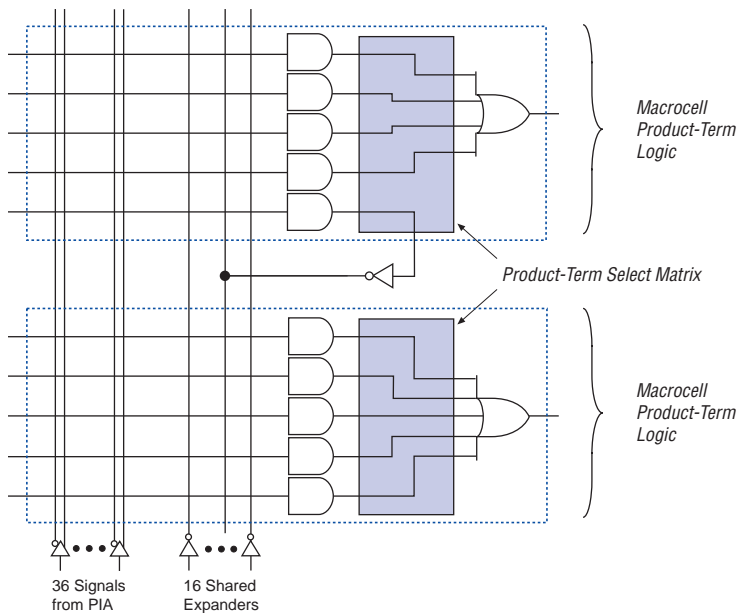 Macrocell
Product-Term
Logic
Product-Term Select Matrix
Macrocell
Product-Term
Logic
36 Signals
from PIA
16 Shared
Expanders